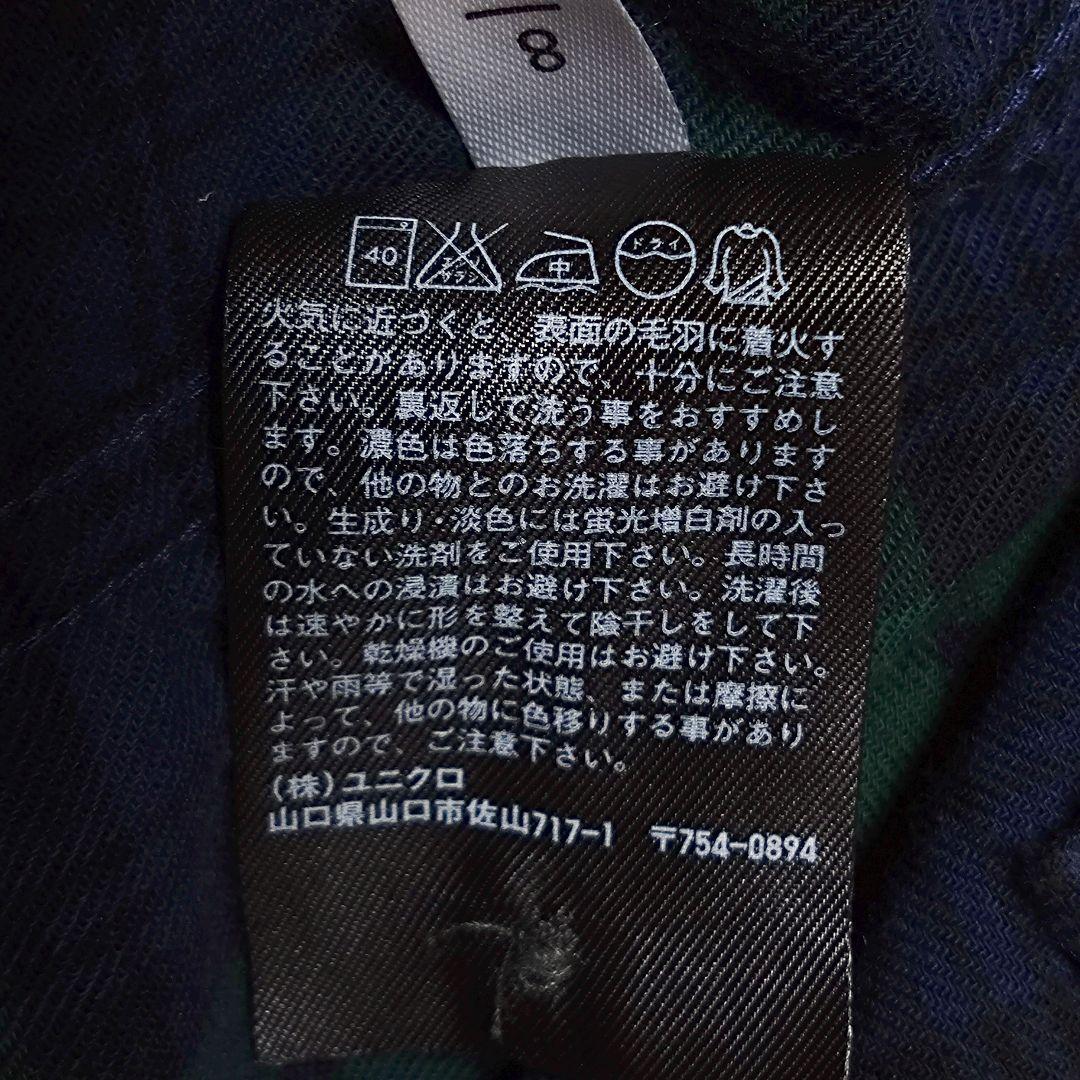 8
40 エンソサラシ 中 ドライ
火気に近づくと、表面の毛羽に着火す
ることがありますので、十分にご注意
下さい。裏返して洗う事をおすすめし
ます。濃色は色落ちする事があります
ので、他の物とのお洗濯はお避け下さ
い。生成り・淡色には蛍光増白剤の入っ
ていない洗剤をご使用下さい。長時間
の水への浸漬はお避け下さい。洗濯後
は速やかに形を整えて陰干しをして下
さい。乾燥機のご使用はお避け下さい。
汗や雨等で湿った状態、または摩擦に
よって、他の物に色移りする事があり
ますので、ご注意下さい。
(株)ユニクロ
山口県山口市佐山717-1 〒754-0894